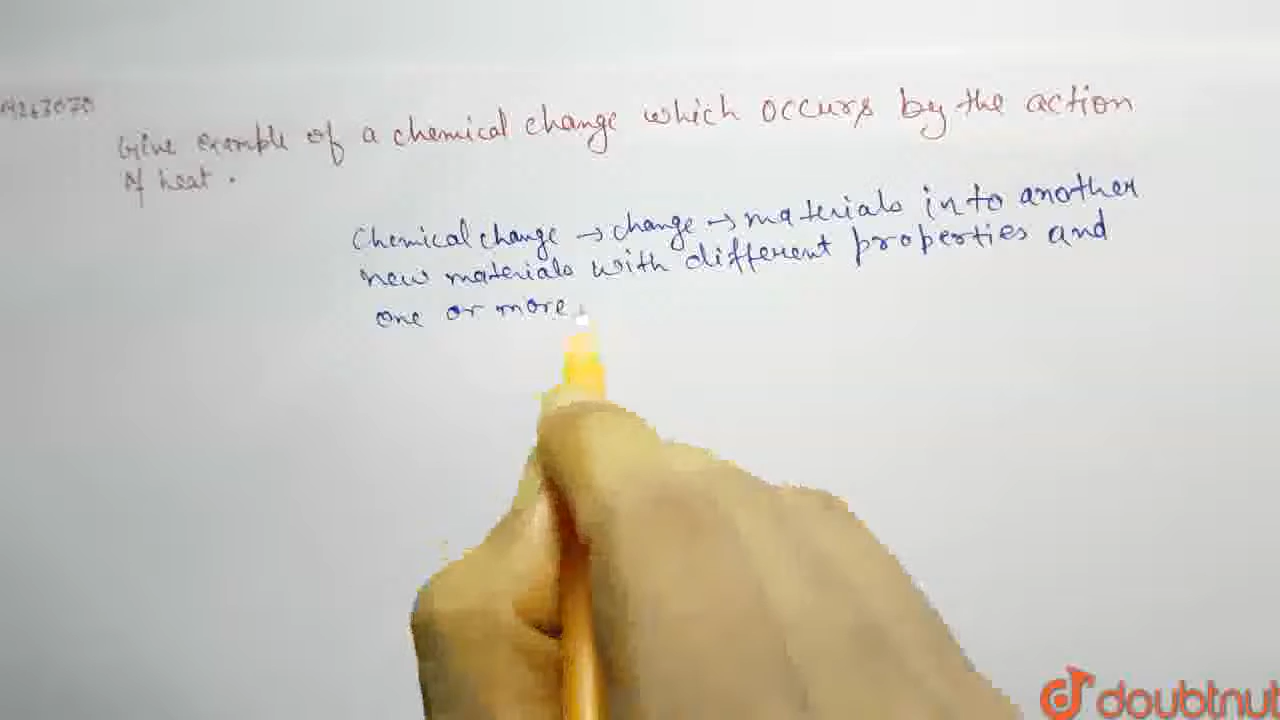 Give example of a chemical change which occurs by the action
of heat.
Chemical change → change → materials into another
new materials with different properties and
one or more
doubtnut